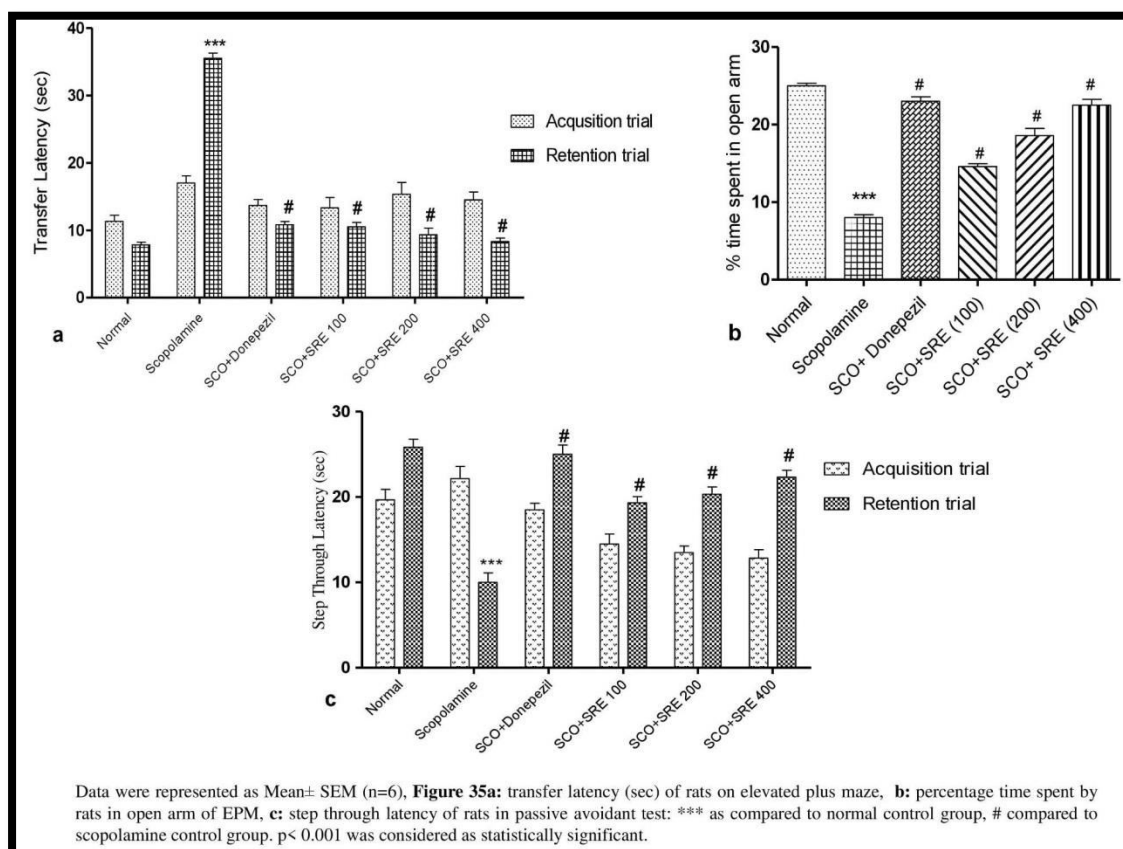 40
30
20
10
0
Transfer Latency (sec)
***
#
#
#
#
Acqusition trial
Retention trial
Normal
Scopolamine
SCO+Donepezil
SCO+SRE 100
SCO+SRE 200
SCO+SRE 400
a
30
20
10
0
% time spent in open arm
***
#
#
#
#
Normal
Scopolamine
SCO+ Donepezil
SCO+SRE (100)
SCO+SRE (200)
SCO+ SRE (400)
b
30
20
10
0
Step Through Latency (sec)
***
#
#
#
#
Acquisition trial
Retention trial
Normal
Scopolamine
SCO+Donepezil
SCO+SRE 100
SCO+SRE 200
SCO+SRE 400
c
Data were represented as Mean± SEM (n=6), Figure 35a: transfer latency (sec) of rats on elevated plus maze, b: percentage time spent by
rats in open arm of EPM, c: step through latency of rats in passive avoidant test: *** as compared to normal control group, # compared to
scopolamine control group. p< 0.001 was considered as statistically significant.